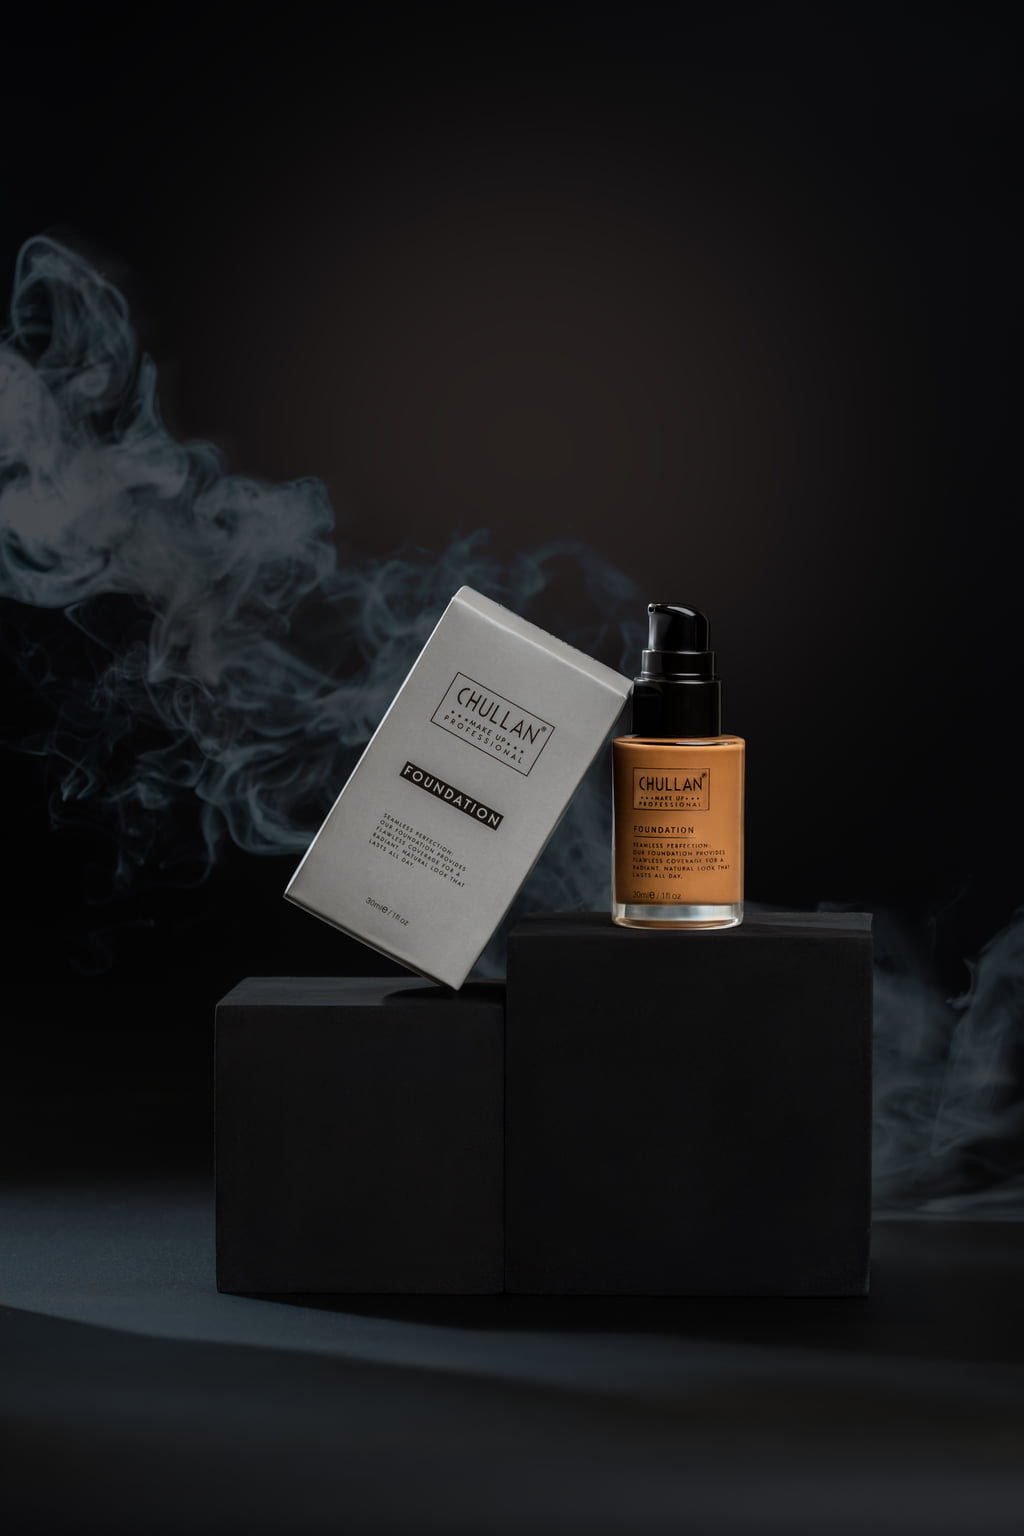 CHULLAN®
•••MAKE UP•••
PROFESSIONAL
FOUNDATION
SEAMLESS PERFECTION:
OUR FOUNDATION PROVIDES
FLAWLESS COVERAGE FOR A
RADIANT, NATURAL LOOK THAT
LASTS ALL DAY.
30ml℮ / 1fl oz
CHULLAN®
•••MAKE UP•••
PROFESSIONAL
FOUNDATION
SEAMLESS PERFECTION:
OUR FOUNDATION PROVIDES
FLAWLESS COVERAGE FOR A
RADIANT, NATURAL LOOK THAT
LASTS ALL DAY.
30ml℮ / 1fl oz